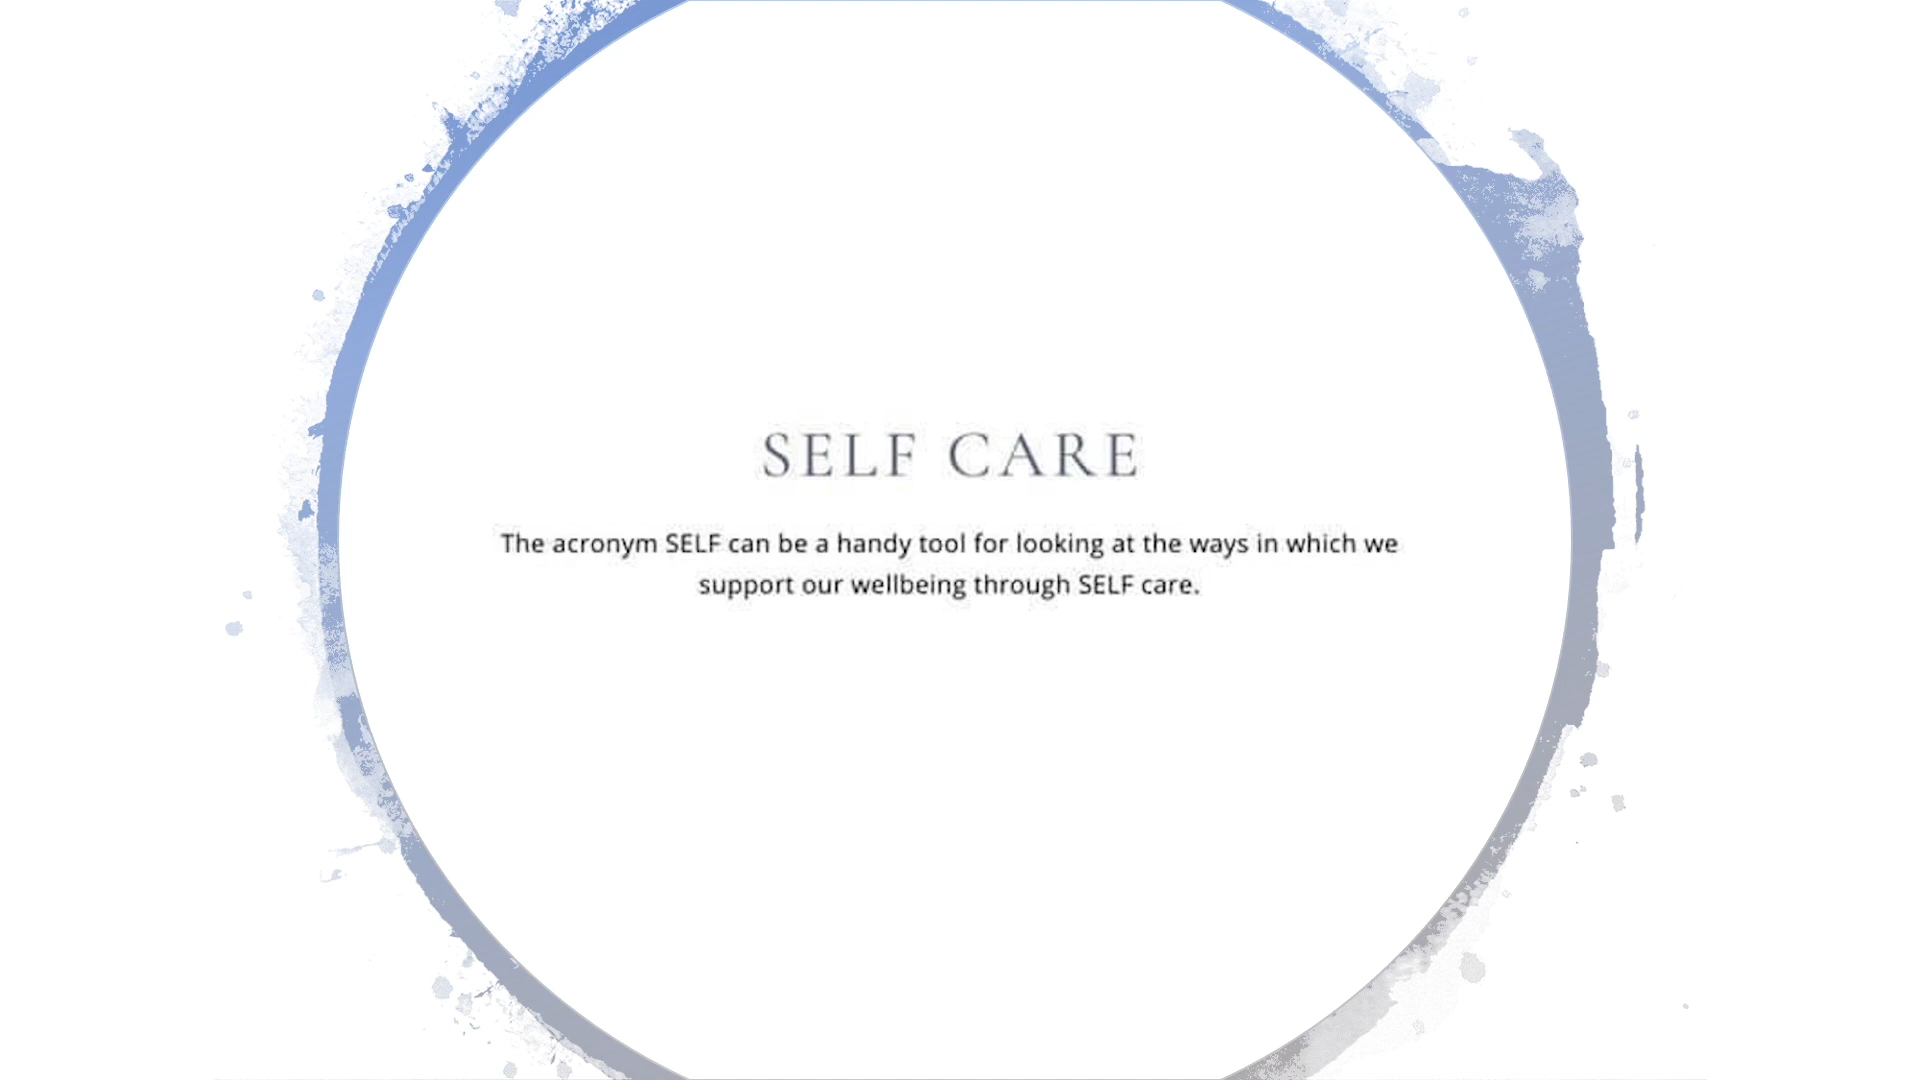 SELF CARE
The acronym SELF can be a handy tool for looking at the ways in which we
support our wellbeing through SELF care.